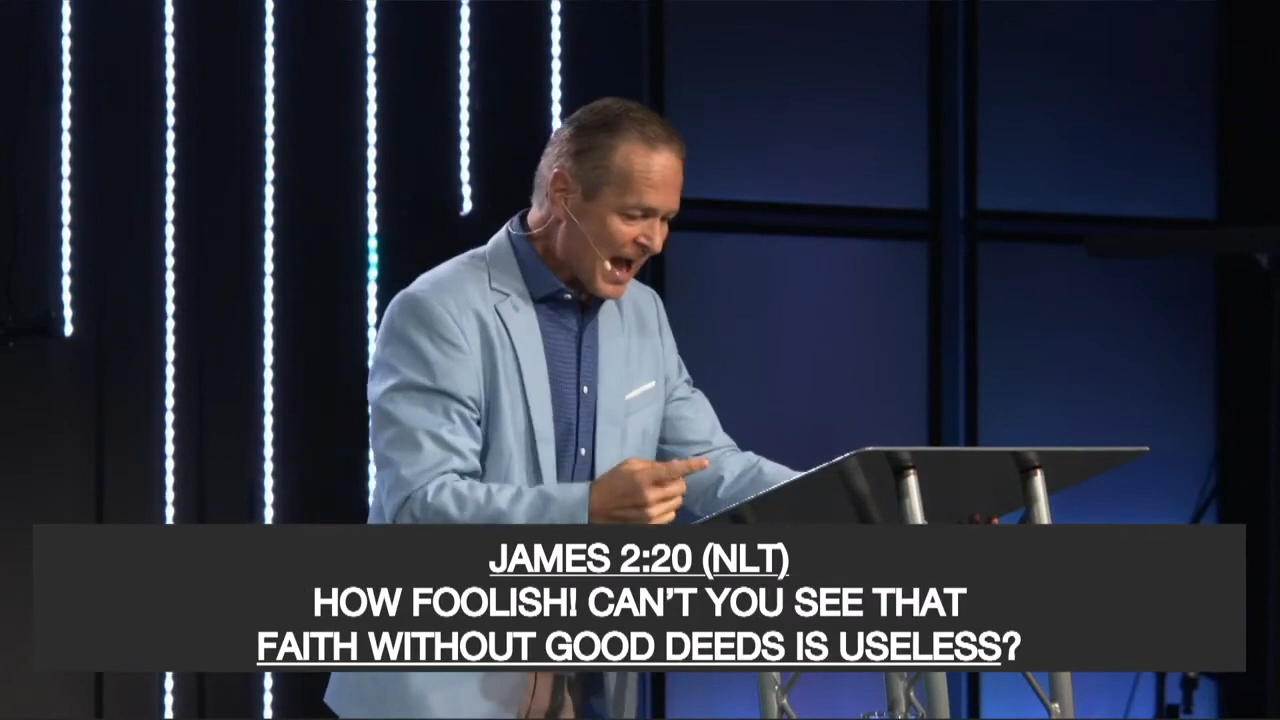 JAMES 2:20 (NLT)
HOW FOOLISH! CAN'T YOU SEE THAT
FAITH WITHOUT GOOD DEEDS IS USELESS?